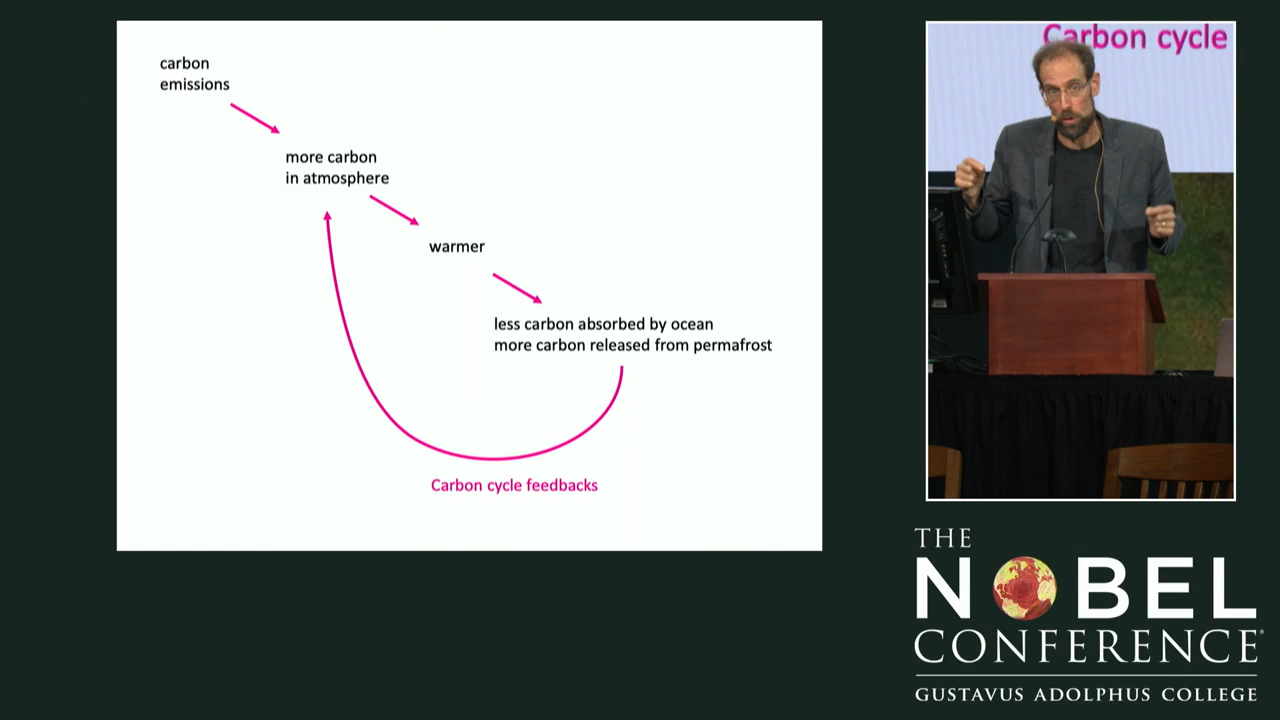 carbon
emissions
more carbon
in atmosphere
warmer
less carbon absorbed by ocean
more carbon released from permafrost
Carbon cycle feedbacks
Carbon cycle
THE
NOBEL
CONFERENCE®
GUSTAVUS ADOLPHUS COLLEGE